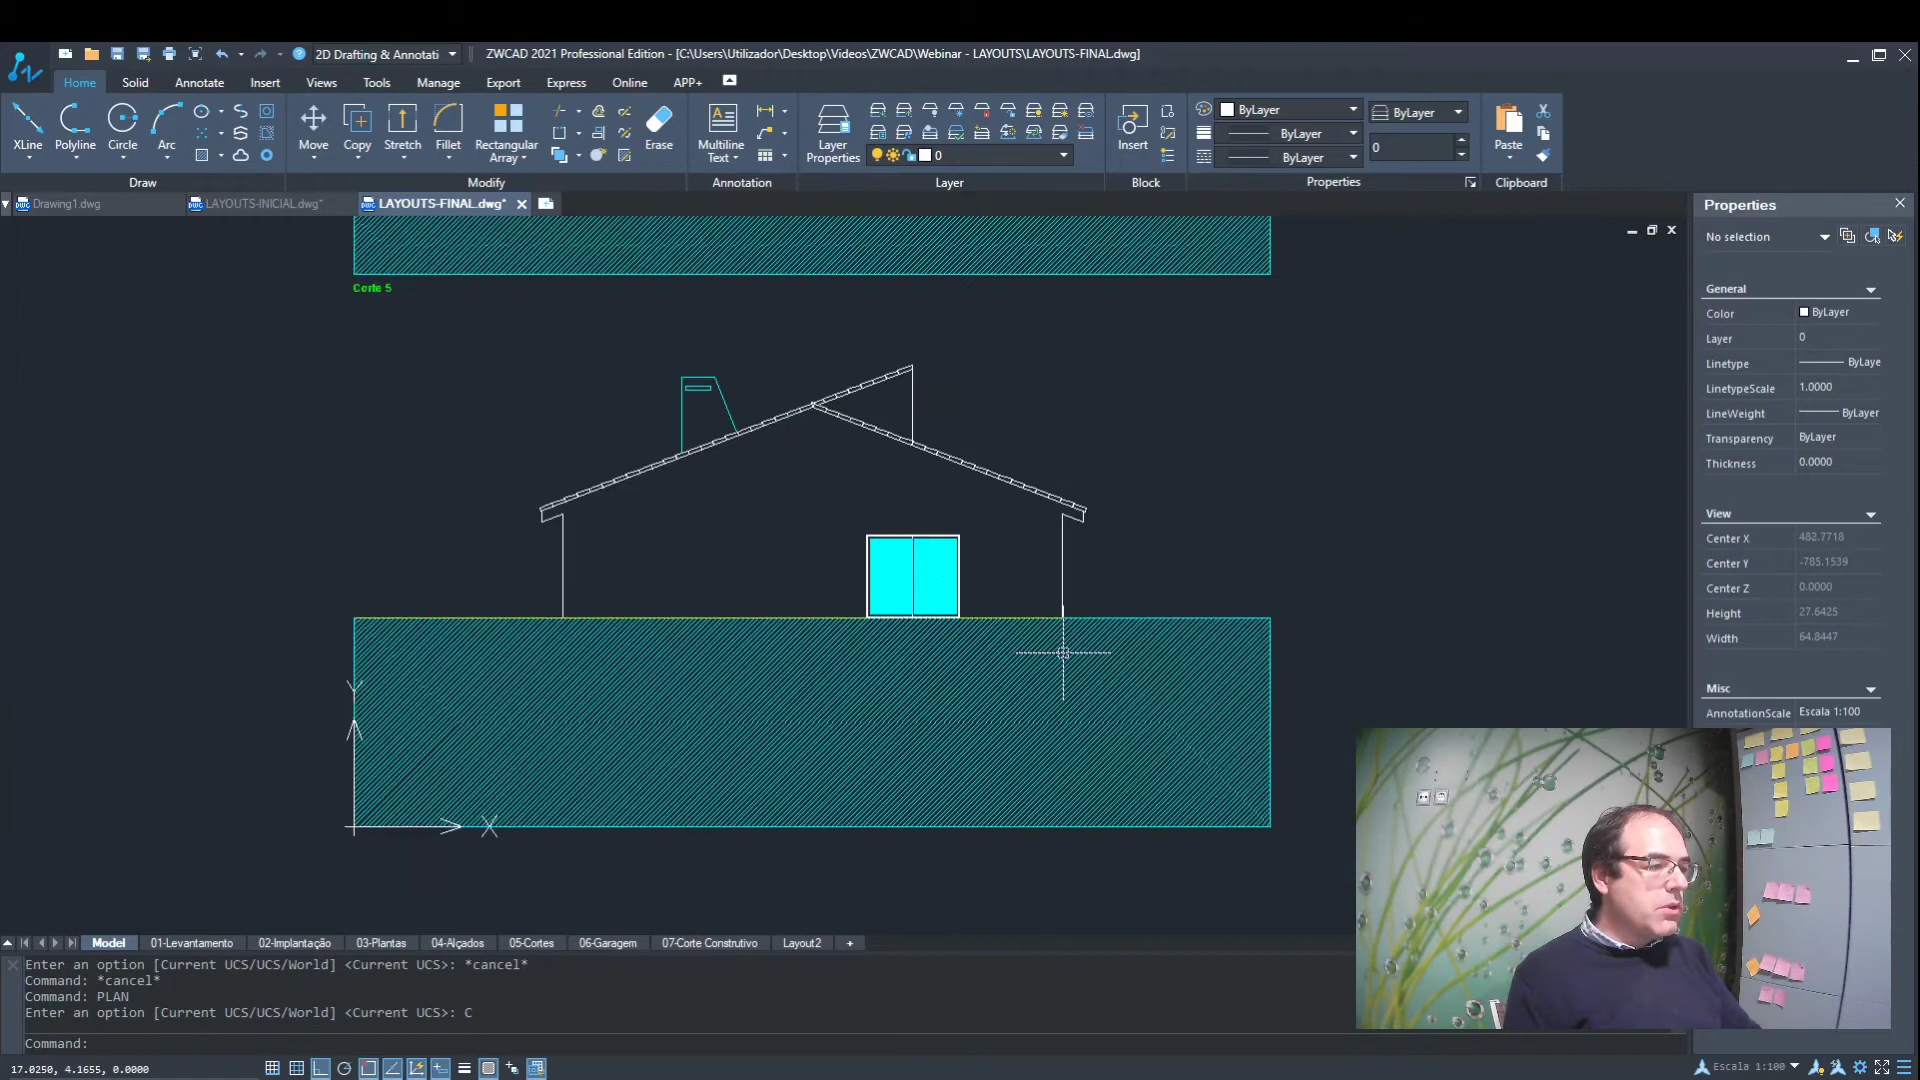 2D Drafting & Annotati
ZWCAD 2021 Professional Edition - [C:\Users\Utilizador\Desktop\Videos\ZWCAD\Webinar - LAYOUTS\LAYOUTS-FINAL.dwg]
Home Solid Annotate Insert Views Tools Manage Export Express Online APP+
XLine Polyline Circle Arc
Move Copy Stretch Fillet Rectangular Array Erase
Multiline Text
Layer Properties
0
Insert
ByLayer ByLayer
ByLayer 0
ByLayer
Paste
Draw Modify Annotation Layer Block Properties Clipboard
Drawing1.dwg LAYOUTS-INICIAL.dwg* LAYOUTS-FINAL.dwg*
Corte 5
Y
X
Properties
No selection
General
Color ByLayer
Layer 0
Linetype ByLaye
LinetypeScale 1.0000
LineWeight ByLayer
Transparency ByLayer
Thickness 0.0000
View
Center X 482.7718
Center Y -785.1539
Center Z 0.0000
Height 27.6425
Width 64.8447
Misc
AnnotationScale Escala 1:100
Model 01-Levantamento 02-Implantação 03-Plantas 04-Alçados 05-Cortes 06-Garagem 07-Corte Construtivo Layout2 +
Enter an option [Current UCS/UCS/World] <Current UCS>: *cancel*
Command: *cancel*
Command: PLAN
Enter an option [Current UCS/UCS/World] <Current UCS>: C
Command:
17.0250, 4.1655, 0.0000
Escala 1:100